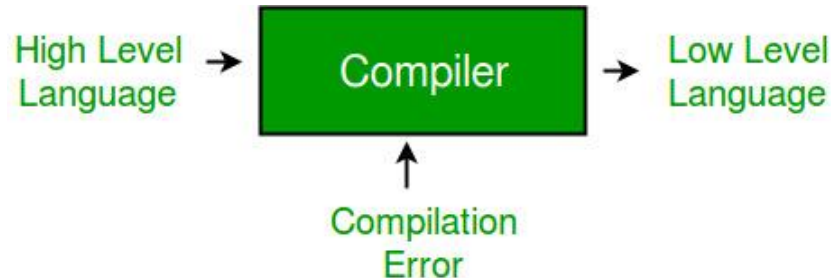 High Level
Language
Compiler
Low Level
Language
Compilation
Error